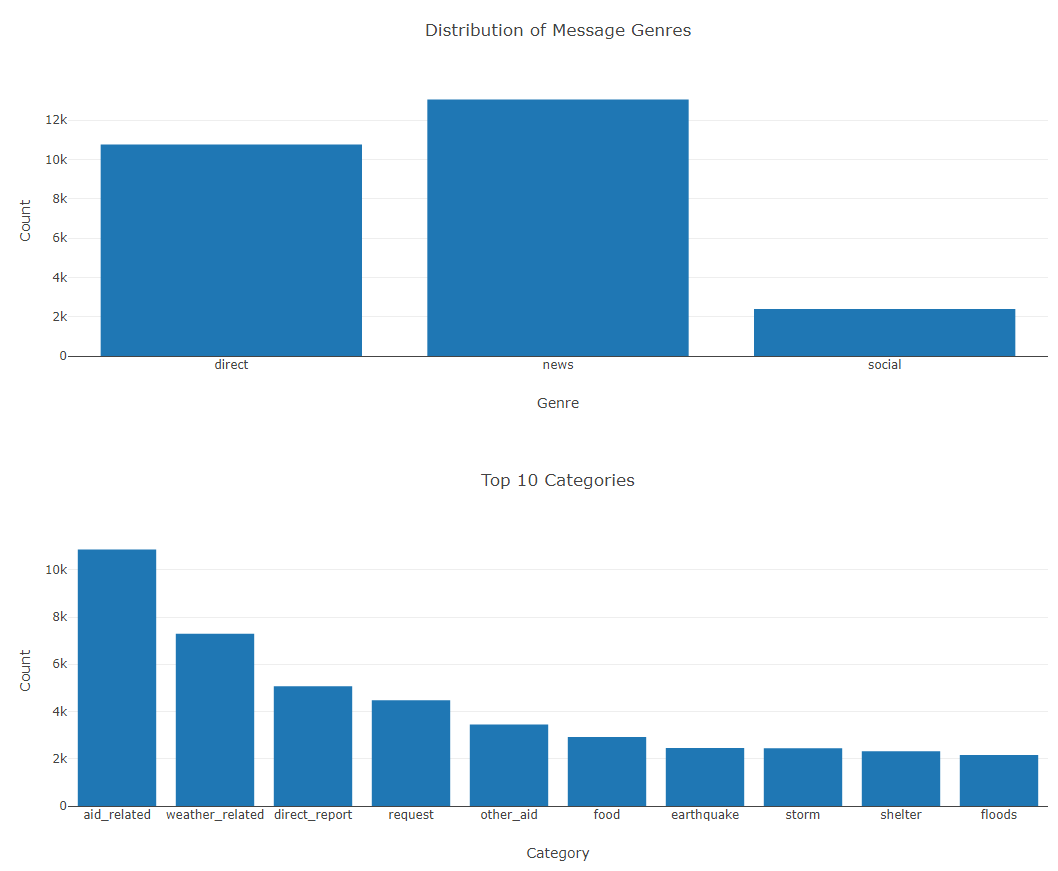 Distribution of Message Genres
12k
10k
8k
6k
4k
2k
0
Count
direct news social
Genre
Top 10 Categories
10k
8k
6k
4k
2k
0
Count
aid_related weather_related direct_report request other_aid food earthquake storm shelter floods
Category